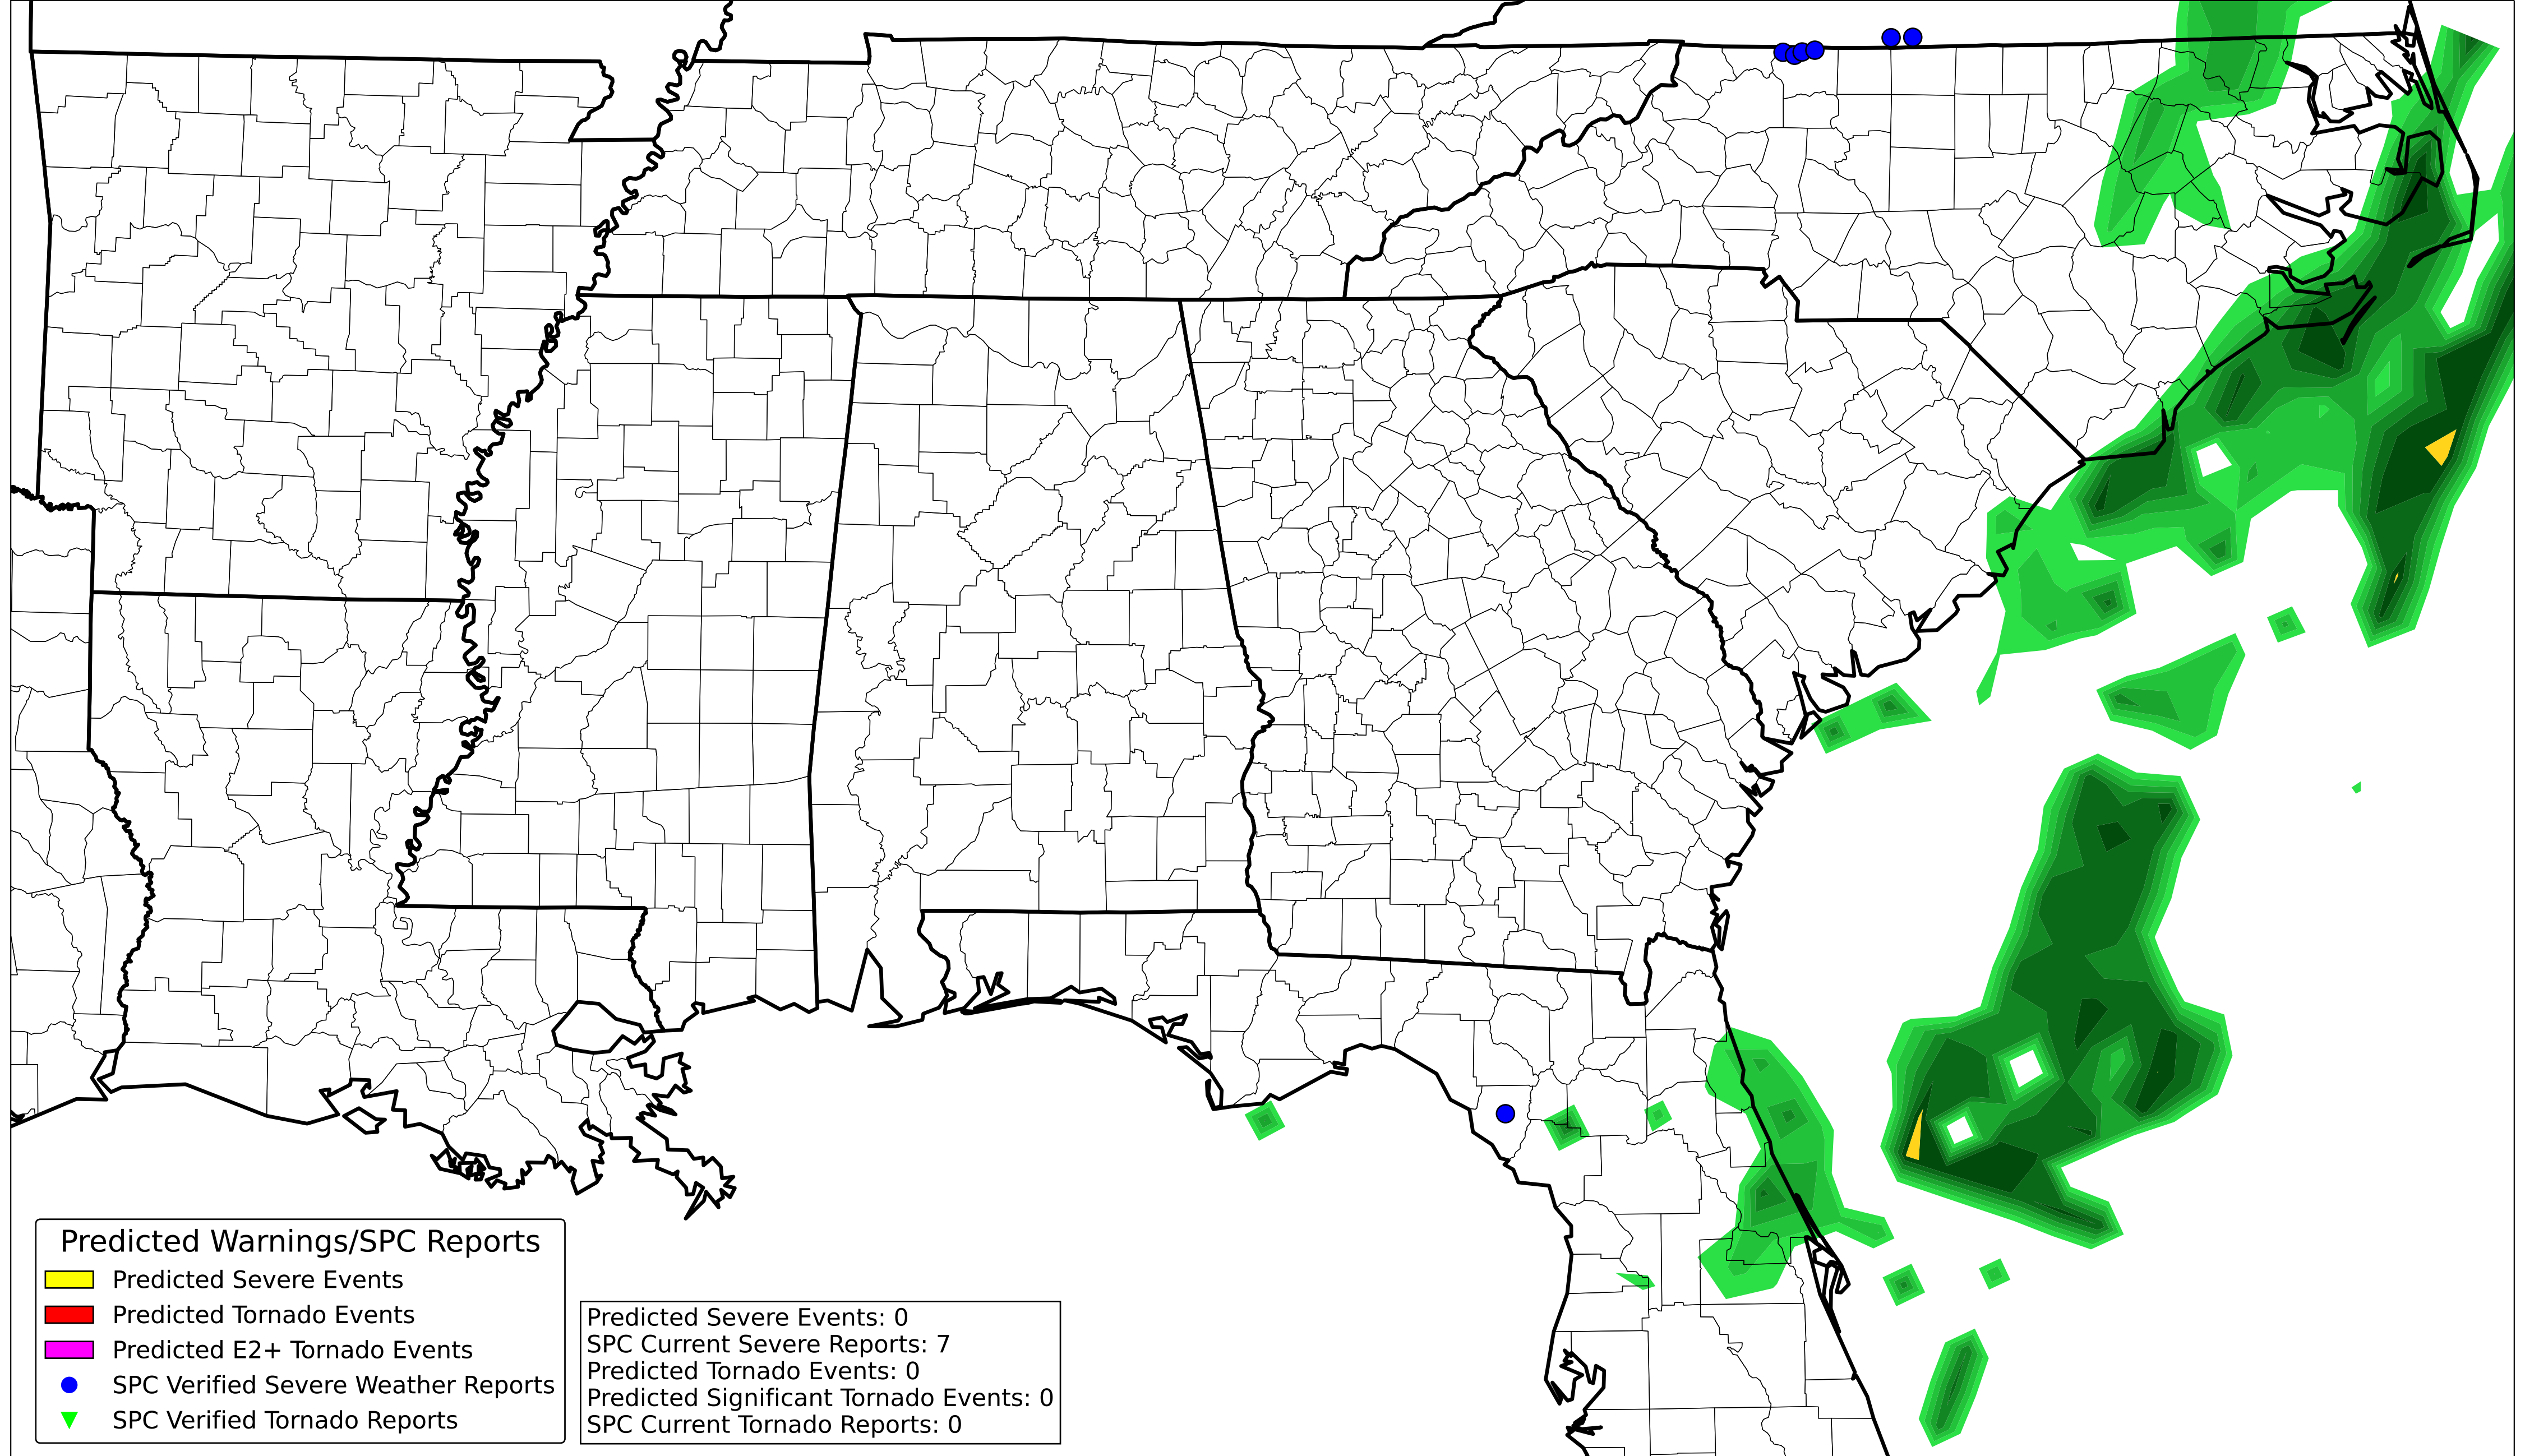 Predicted Warnings/SPC Reports
Predicted Severe Events
Predicted Tornado Events
Predicted E2+ Tornado Events
SPC Verified Severe Weather Reports
SPC Verified Tornado Reports
Predicted Severe Events: 0
SPC Current Severe Reports: 7
Predicted Tornado Events: 0
Predicted Significant Tornado Events: 0
SPC Current Tornado Reports: 0